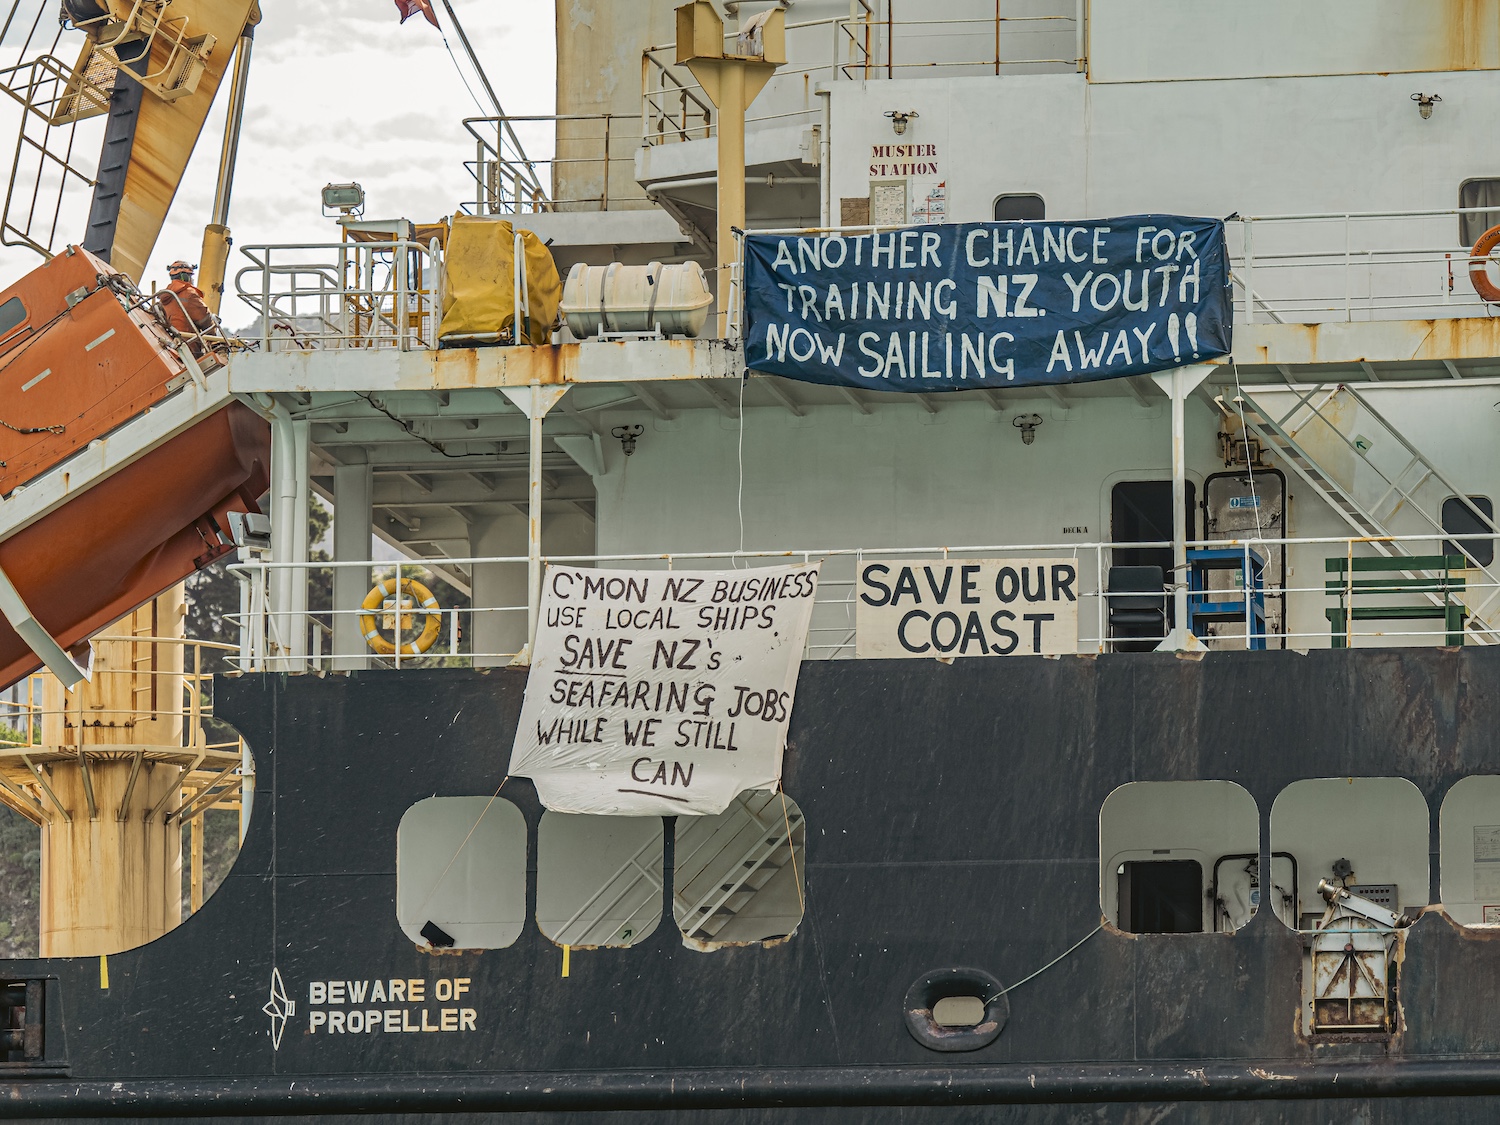 MUSTER
STATION
ANOTHER CHANCE FOR
TRAINING N.Z. YOUTH
NOW SAILING AWAY!!
DECK A
C'MON NZ BUSINESS
USE LOCAL SHIPS
SAVE NZ's
SEAFARING JOBS
WHILE WE STILL
CAN
SAVE OUR
COAST
BEWARE OF
PROPELLER